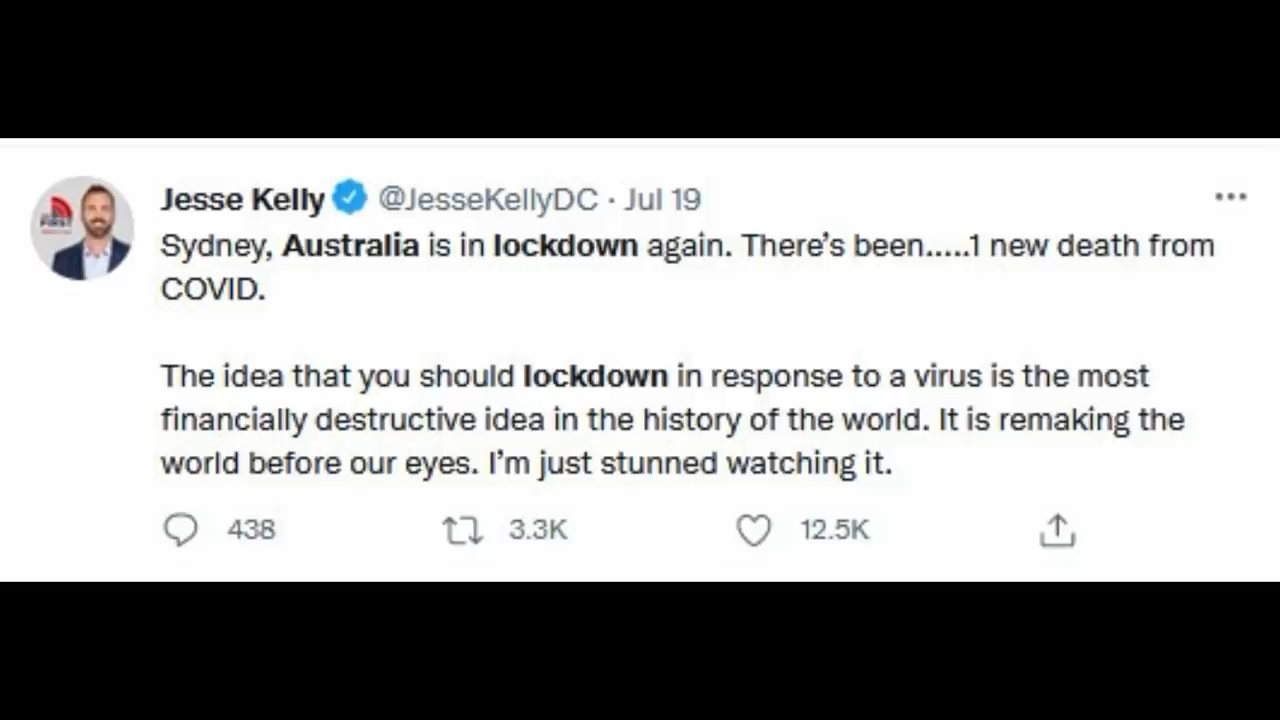 Jesse Kelly @JesseKellyDC · Jul 19
Sydney, Australia is in lockdown again. There's been.....1 new death from
COVID.
The idea that you should lockdown in response to a virus is the most
financially destructive idea in the history of the world. It is remaking the
world before our eyes. I'm just stunned watching it.
438 3.3K 12.5K